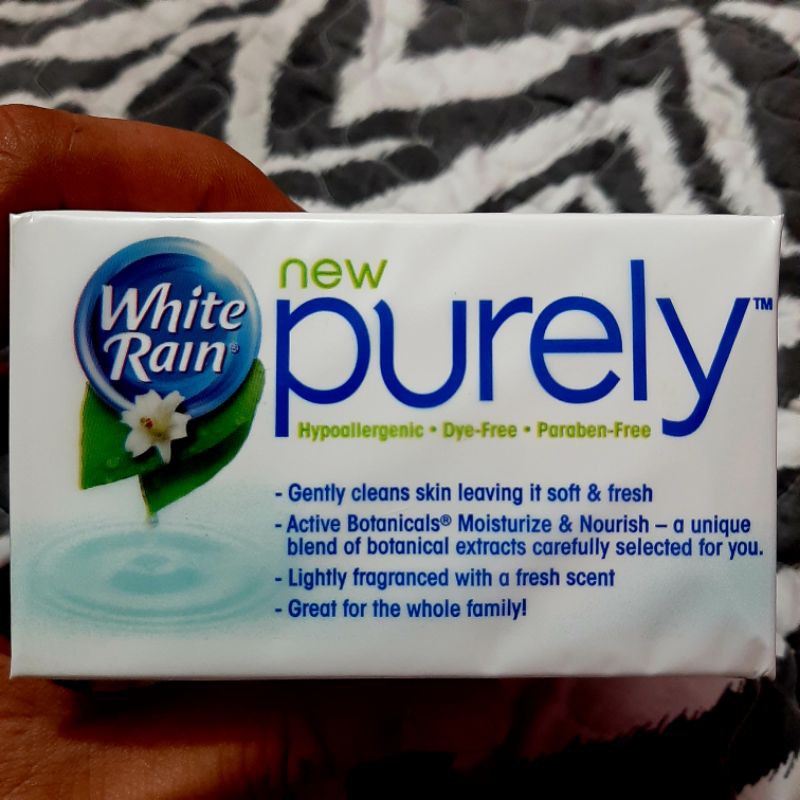 White
Rain®
new
purely™
Hypoallergenic • Dye-Free • Paraben-Free
- Gently cleans skin leaving it soft & fresh
- Active Botanicals® Moisturize & Nourish – a unique
blend of botanical extracts carefully selected for you.
- Lightly fragranced with a fresh scent
- Great for the whole family!